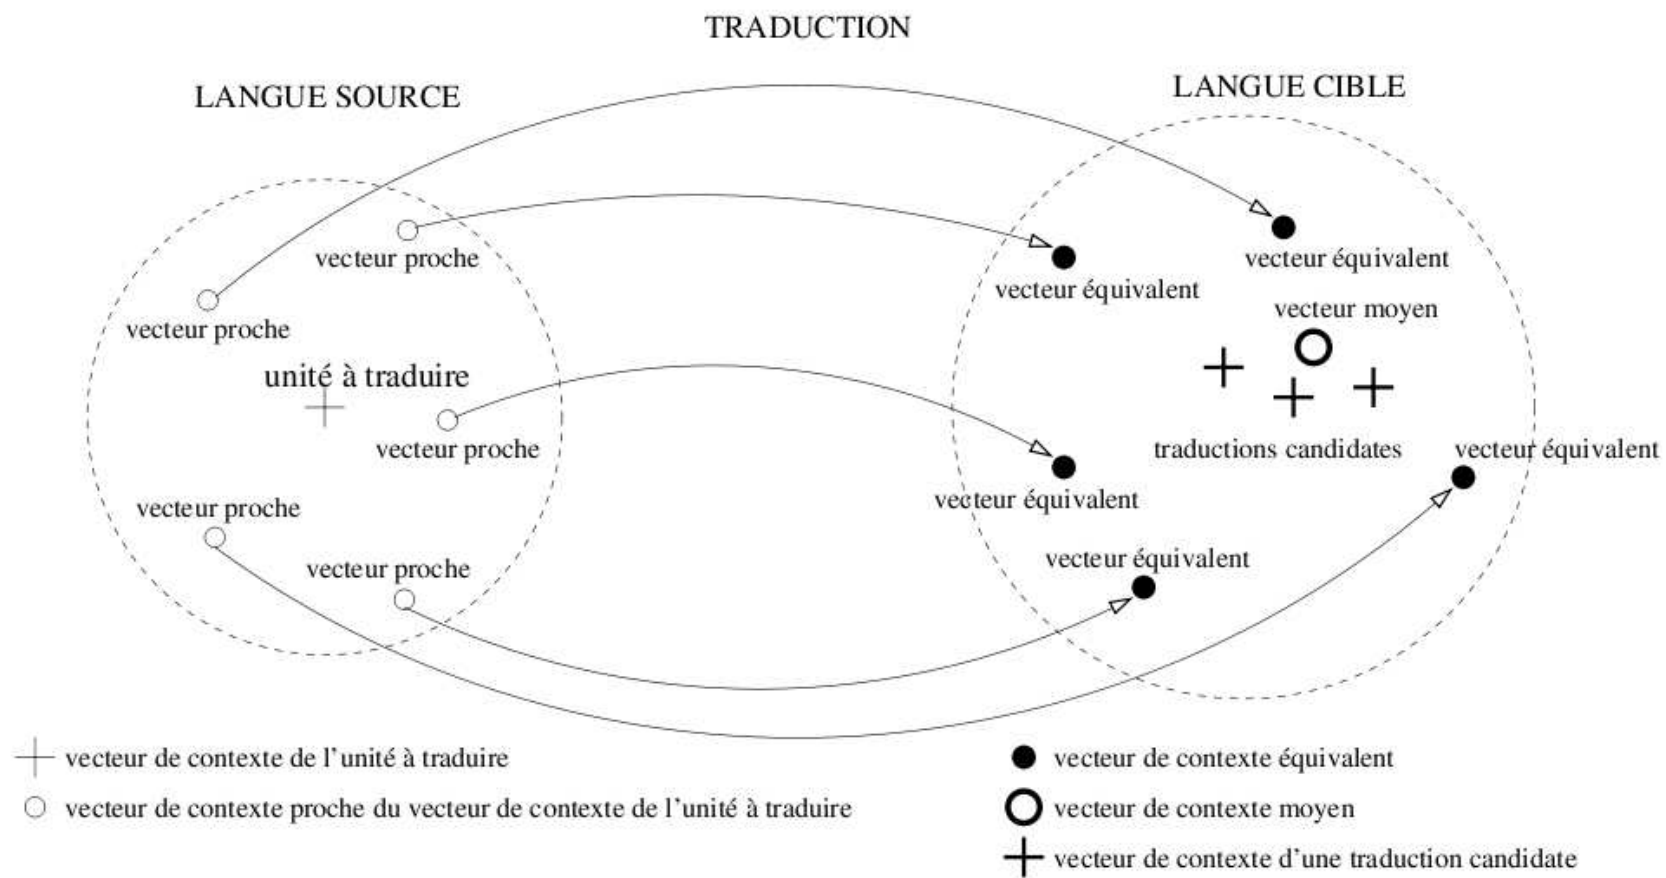 TRADUCTION
LANGUE SOURCE
LANGUE CIBLE
vecteur proche
vecteur proche
unité à traduire
vecteur proche
vecteur proche
vecteur proche
vecteur équivalent
vecteur équivalent
vecteur moyen
traductions candidates
vecteur équivalent
vecteur équivalent
vecteur équivalent
vecteur de contexte de l'unité à traduire
vecteur de contexte proche du vecteur de contexte de l'unité à traduire
vecteur de contexte équivalent
vecteur de contexte moyen
vecteur de contexte d'une traduction candidate